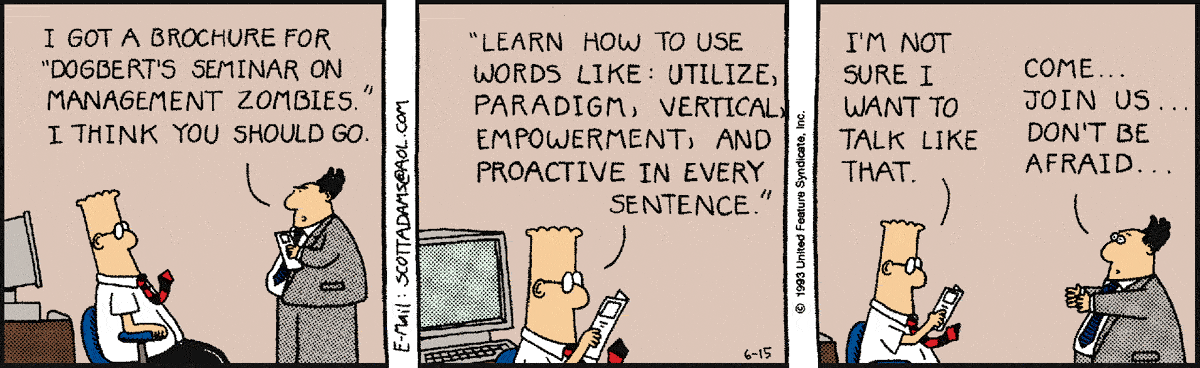 I GOT A BROCHURE FOR
"DOGBERT'S SEMINAR ON
MANAGEMENT ZOMBIES."
I THINK YOU SHOULD GO.
E-Mail: SCOTTADAMS@AOL.COM
"LEARN HOW TO USE
WORDS LIKE: UTILIZE,
PARADIGM, VERTICAL,
EMPOWERMENT, AND
PROACTIVE IN EVERY
SENTENCE."
6-15
© 1993 United Feature Syndicate, Inc.
I'M NOT
SURE I
WANT TO
TALK LIKE
THAT.
COME...
JOIN US...
DON'T BE
AFRAID...